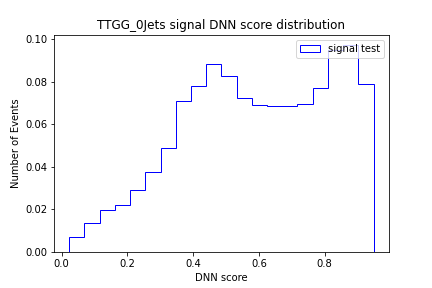 TTGG_0Jets signal DNN score distribution
signal test
Number of Events
0.10
0.08
0.06
0.04
0.02
0.00
0.0 0.2 0.4 0.6 0.8
DNN score